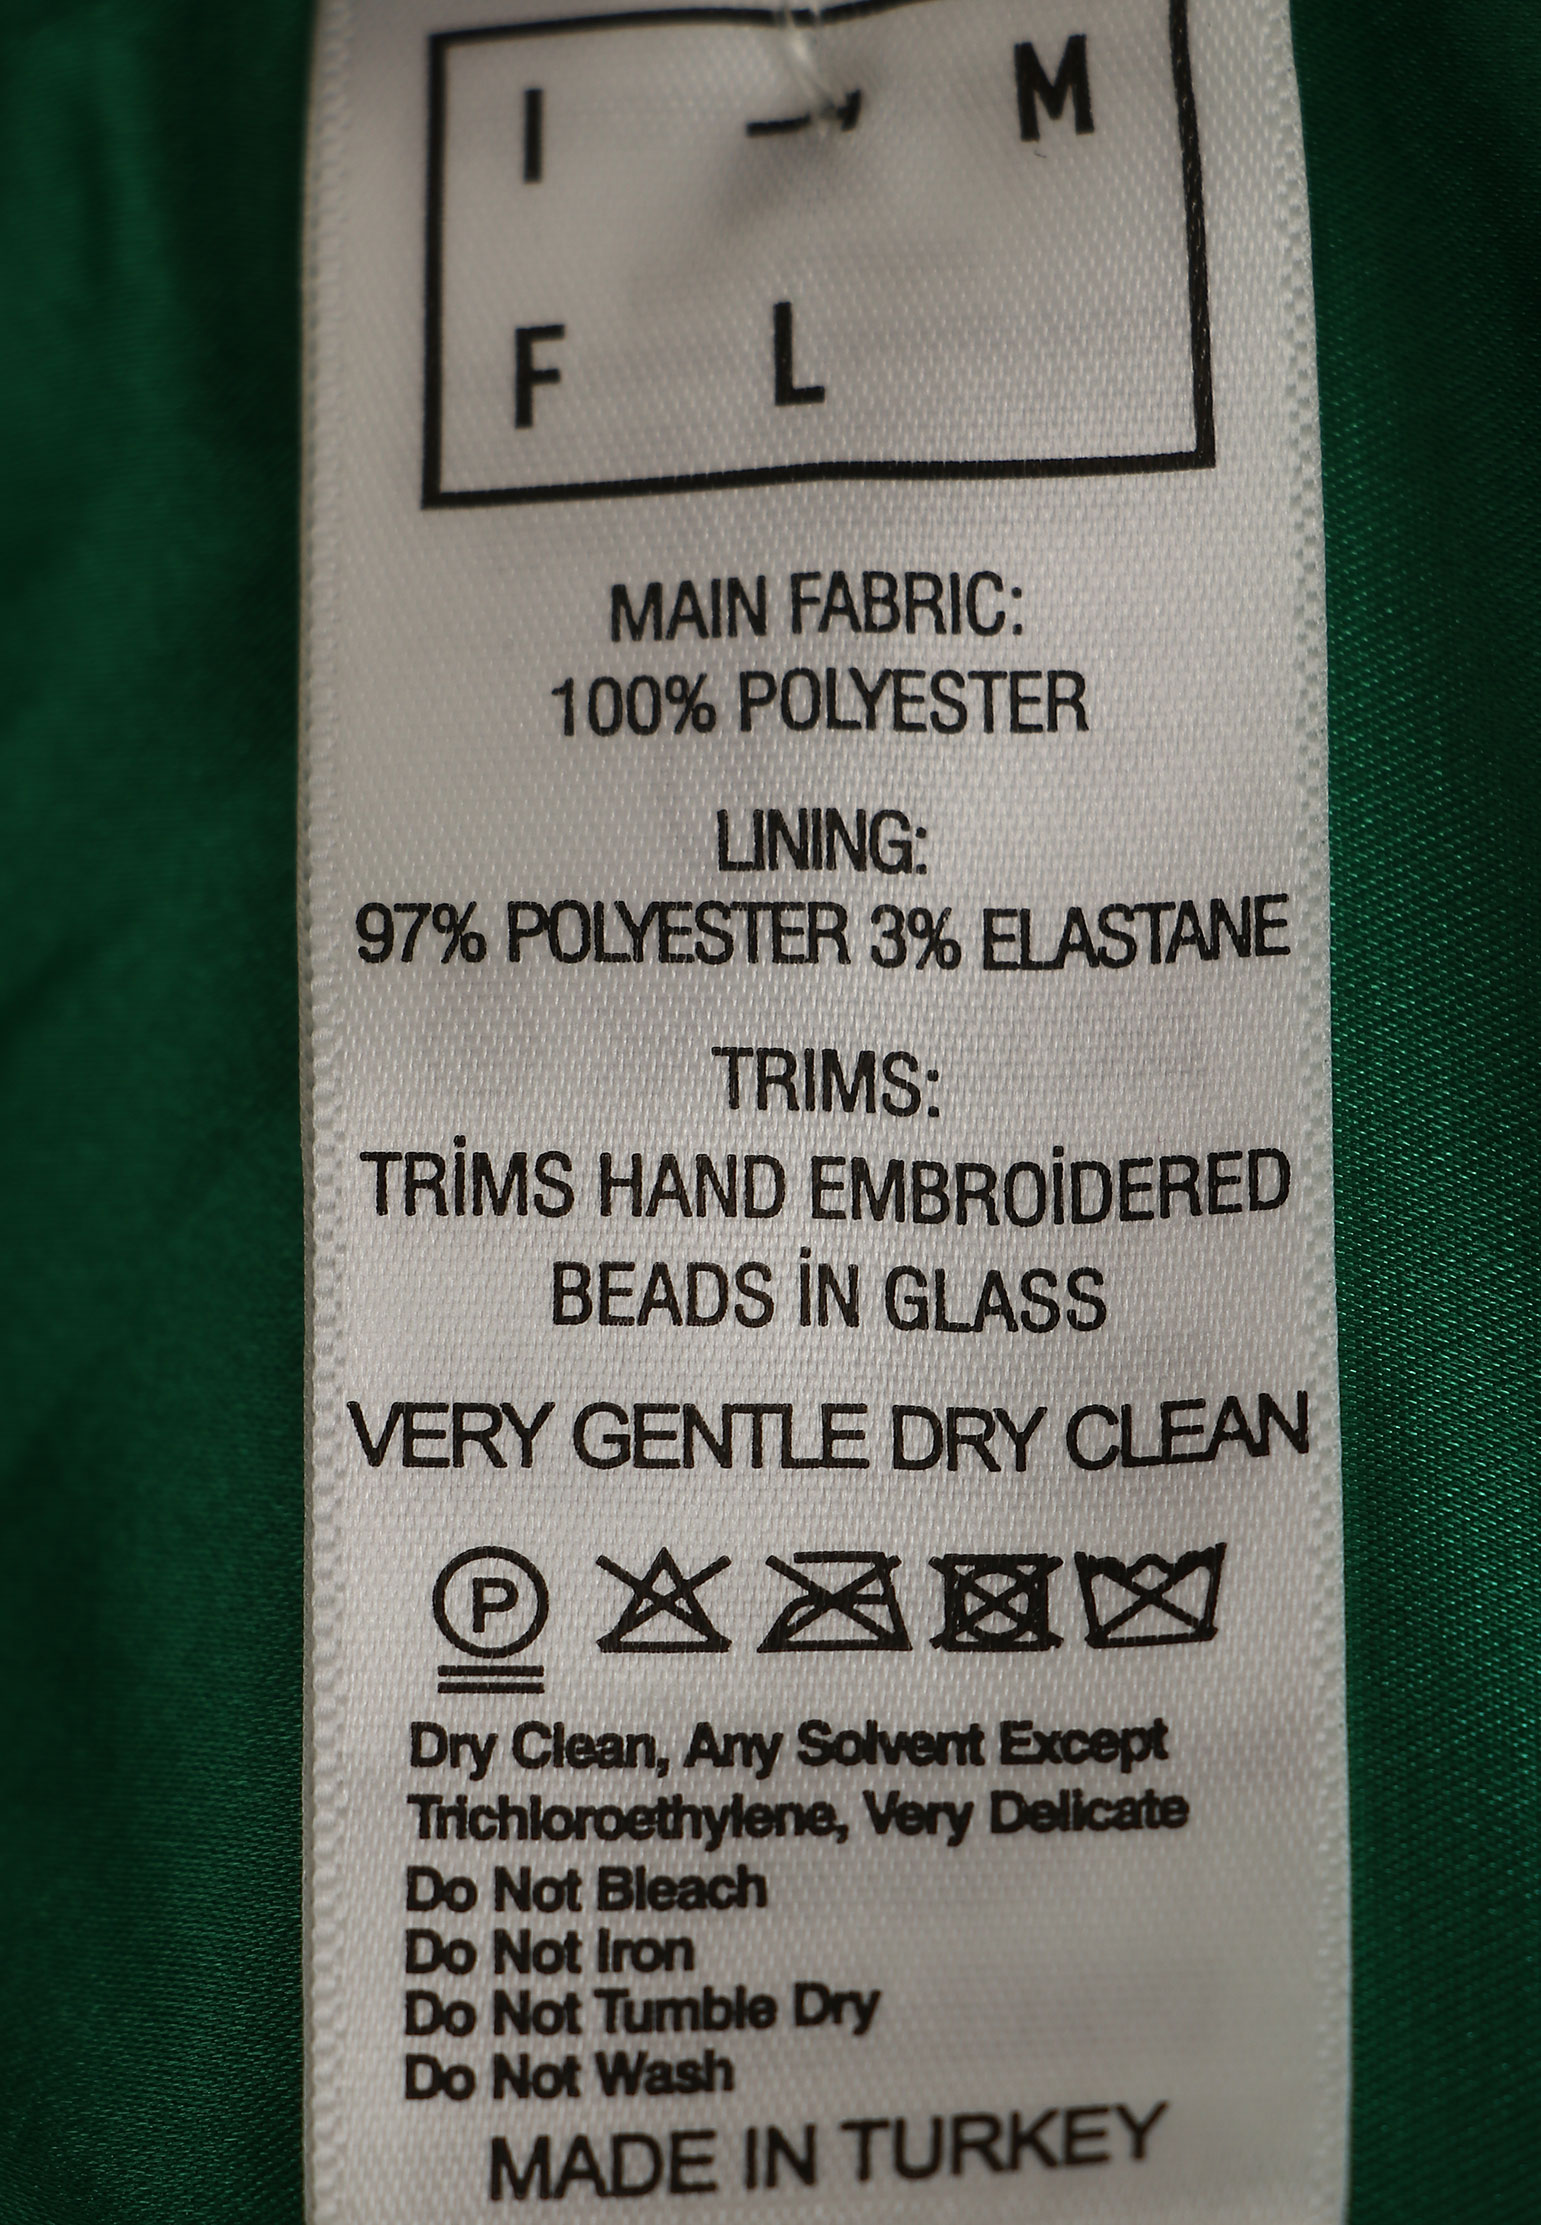 I M
F L
MAIN FABRIC:
100% POLYESTER
LINING:
97% POLYESTER 3% ELASTANE
TRIMS:
TRİMS HAND EMBROİDERED
BEADS İN GLASS
VERY GENTLE DRY CLEAN
P
Dry Clean, Any Solvent Except
Trichloroethylene, Very Delicate
Do Not Bleach
Do Not Iron
Do Not Tumble Dry
Do Not Wash
MADE IN TURKEY